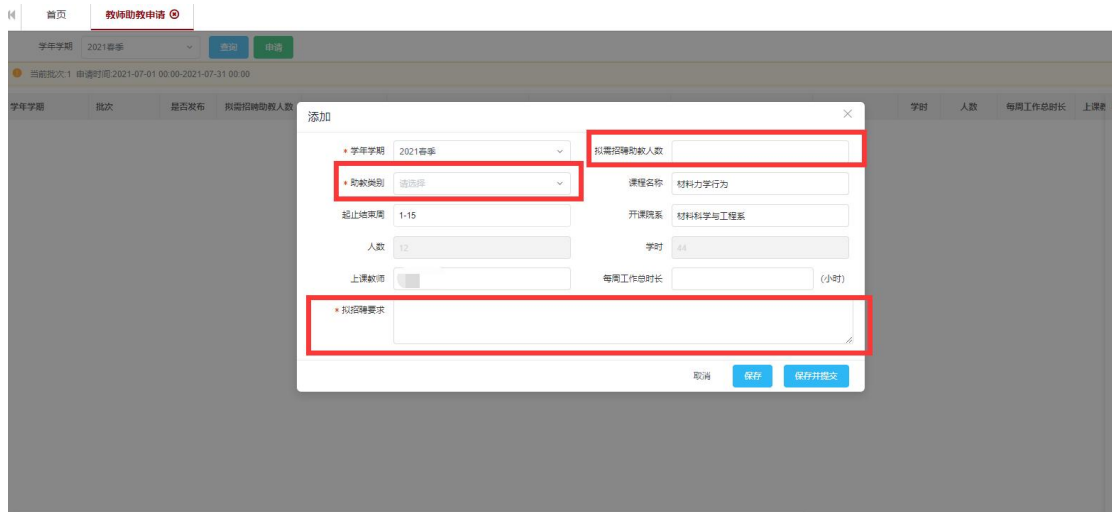 首页 教师助教申请
学年学期 2021春季 查询 申请
当前批次:1 申请时间:2021-07-01 00:00-2021-07-31 00:00
学年学期 批次 是否发布 拟需招聘助教人数 学时 人数 每周工作总时长 上课教
添加
* 学年学期 2021春季 拟需招聘助教人数
* 助教类别 请选择 课程名称 材料力学行为
起止结束周 1-15 开课院系 材料科学与工程系
人数 12 学时 44
上课教师 每周工作总时长 (小时)
* 拟招聘要求
取消 保存 保存并提交